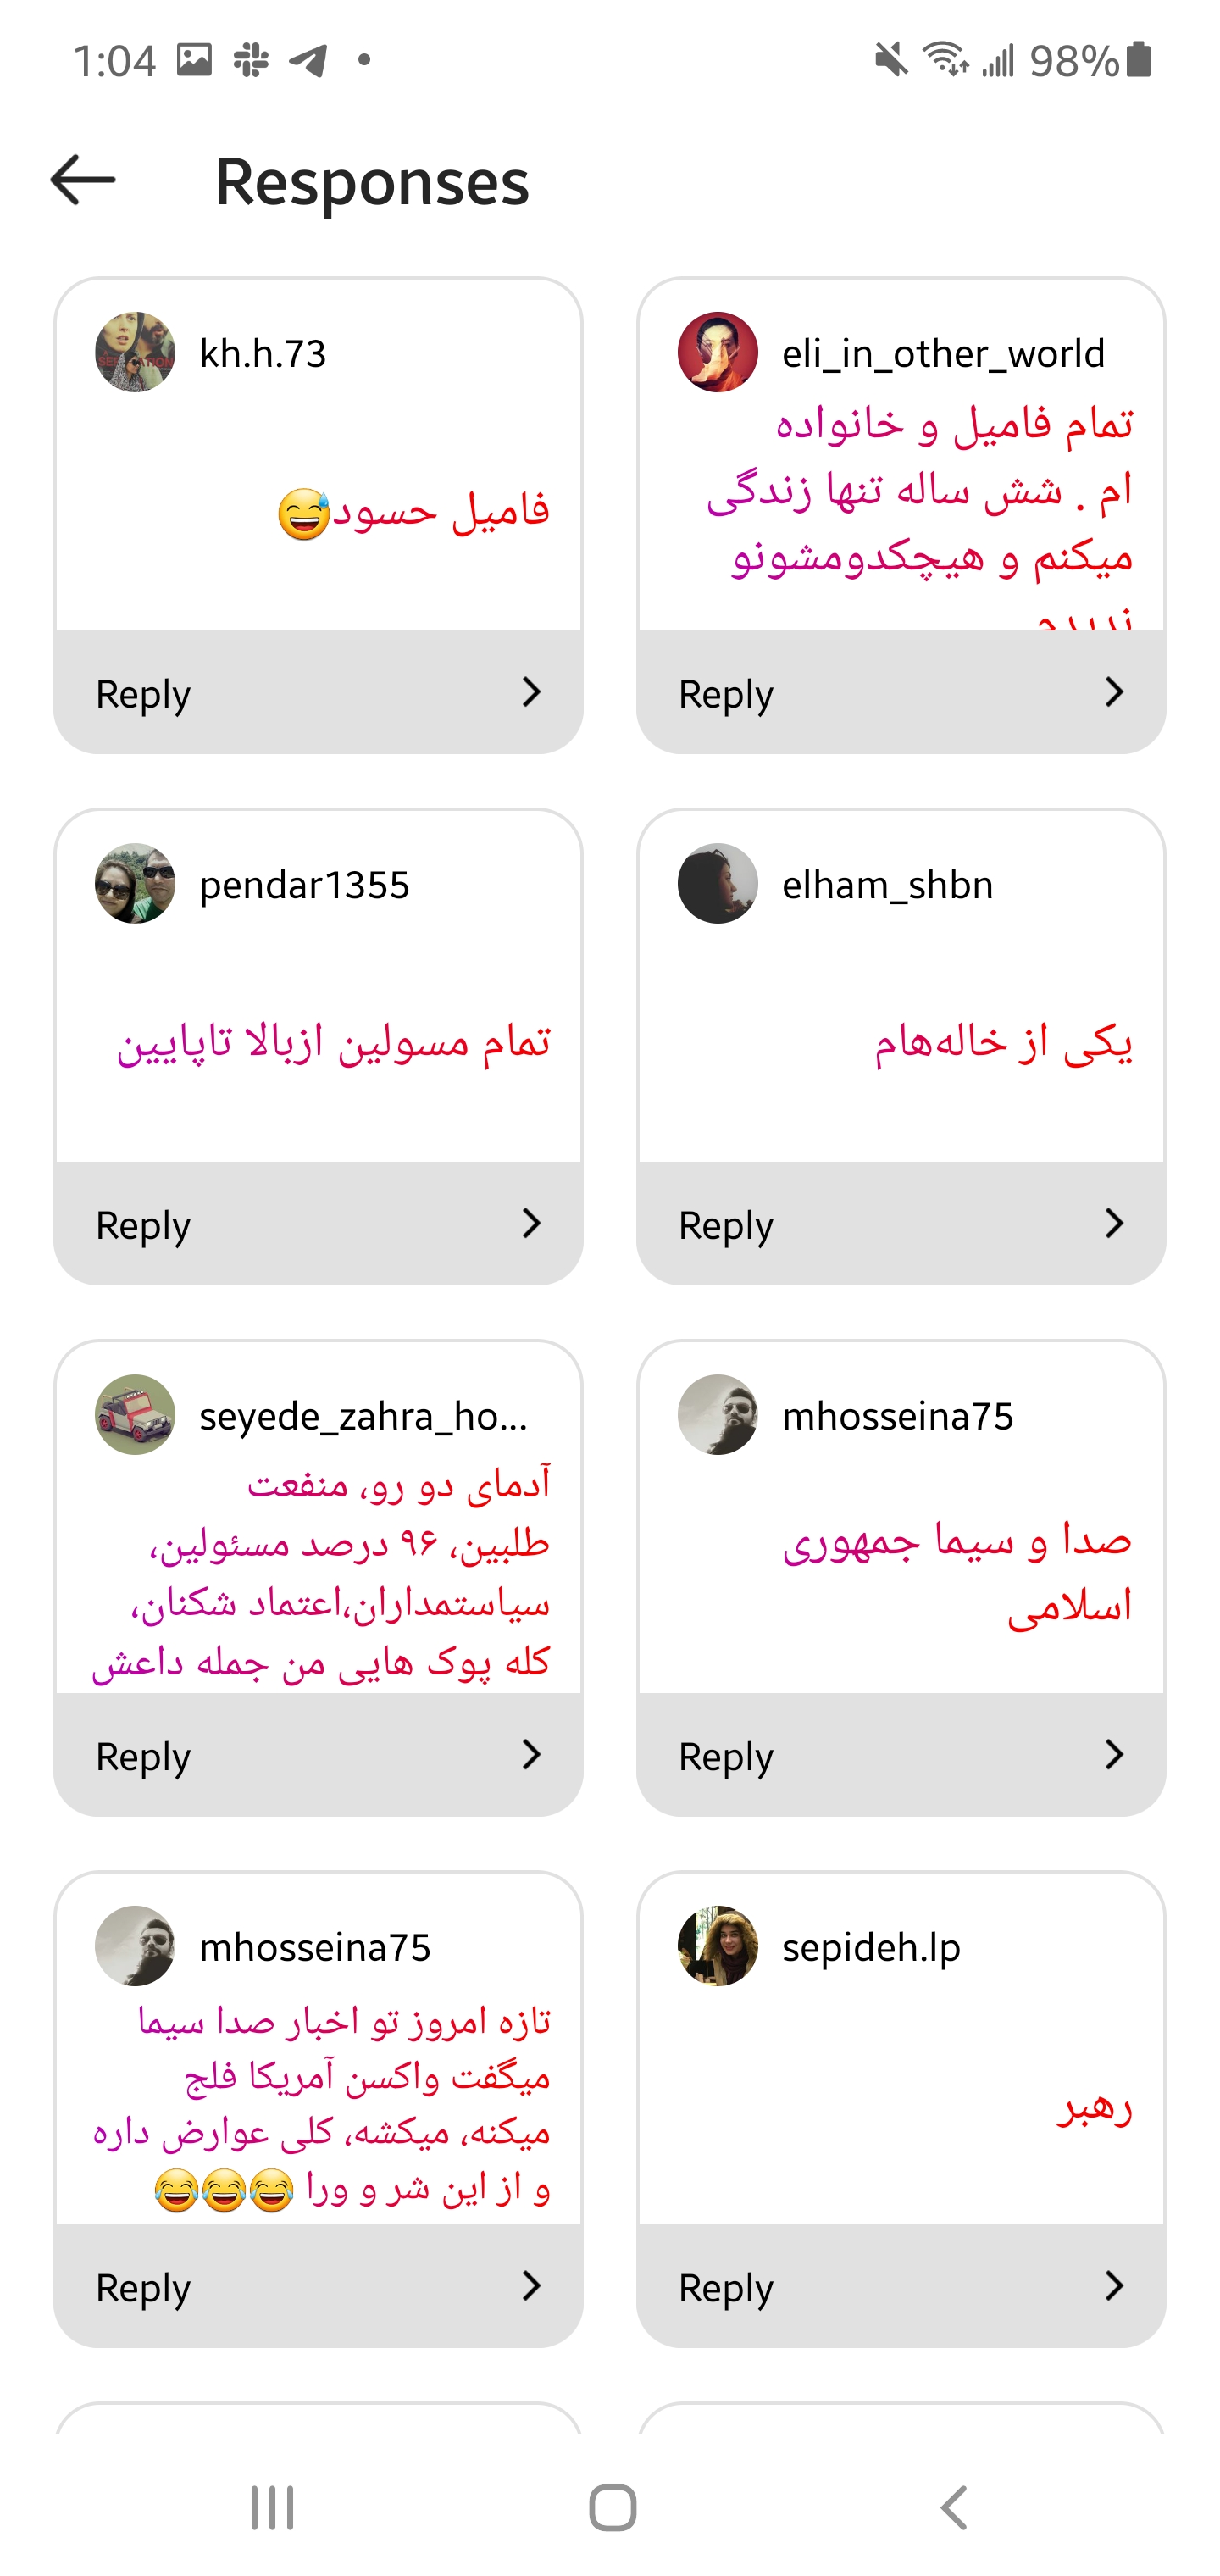 1:04
98%
Responses
kh.h.73
فامیل حسود😅
Reply
eli_in_other_world
تمام فامیل و خانواده
ام . شش ساله تنها زندگی
میکنم و هیچکدومشونو
Reply
pendar1355
تمام مسولین ازبالا تاپایین
Reply
elham_shbn
یکی از خاله‌هام
Reply
seyede_zahra_ho...
آدمای دو رو، منفعت
طلبین، ۹۶ درصد مسئولین،
سیاستمداران،اعتماد شکنان،
کله پوک هایی من جمله داعش
Reply
mhosseina75
صدا و سیما جمهوری
اسلامی
Reply
mhosseina75
تازه امروز تو اخبار صدا سیما
میگفت واکسن آمریکا فلج
میکنه، میکشه، کلی عوارض داره
و از این شر و ورا 😂😂😂
Reply
sepideh.lp
رهبر
Reply